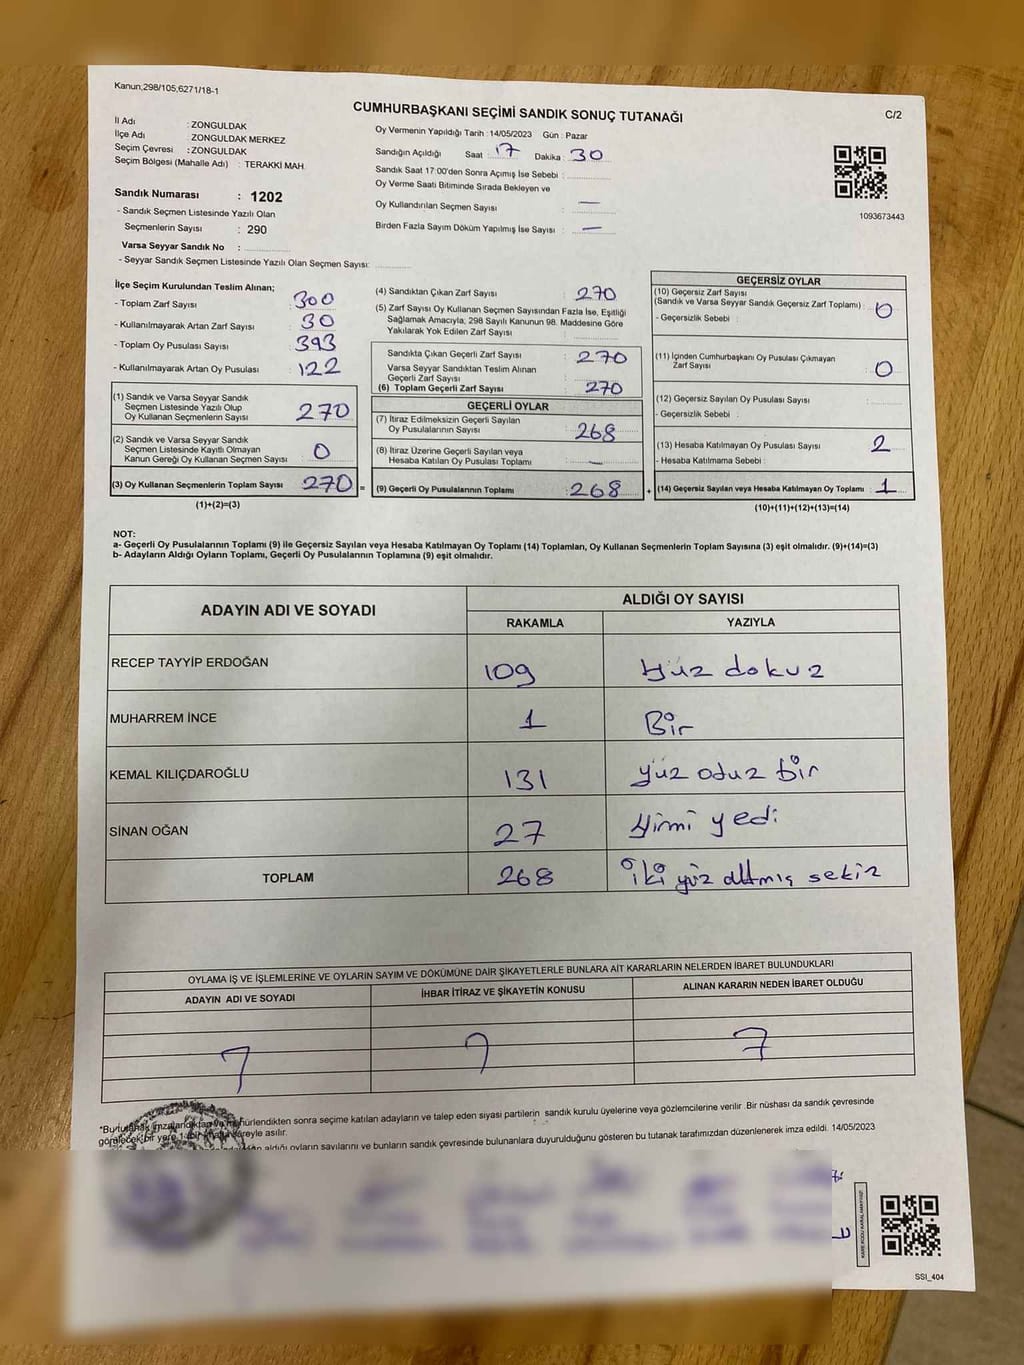 Kanun,298/105,6271/18-1
CUMHURBAŞKANI SEÇİMİ SANDIK SONUÇ TUTANAĞI
C/2
İl Adı : ZONGULDAK
İlçe Adı : ZONGULDAK MERKEZ
Seçim Çevresi : ZONGULDAK
Seçim Bölgesi (Mahalle Adı) : TERAKKİ MAH.
Sandık Numarası : 1202
- Sandık Seçmen Listesinde Yazılı Olan
Seçmenlerin Sayısı : 290
Varsa Seyyar Sandık No :
- Seyyar Sandık Seçmen Listesinde Yazılı Olan Seçmen Sayısı:
Oy Vermenin Yapıldığı Tarih : 14/05/2023 Gün : Pazar
Sandığın Açıldığı Saat 17 Dakika : 30
Sandık Saat 17:00'den Sonra Açımış İse Sebebi :
Oy Verme Saati Bitiminde Sırada Bekleyen ve
Oy Kullandırılan Seçmen Sayısı : —
Birden Fazla Sayım Döküm Yapılmış İse Sayısı : —
1093673443
İlçe Seçim Kurulundan Teslim Alınan;
- Toplam Zarf Sayısı : 300
- Kullanılmayarak Artan Zarf Sayısı : 30
- Toplam Oy Pusulası Sayısı : 393
- Kullanılmayarak Artan Oy Pusulası : 122
(1) Sandık ve Varsa Seyyar Sandık
Seçmen Listesinde Yazılı Olup
Oy Kullanan Seçmenlerin Sayısı : 270
(2) Sandık ve Varsa Seyyar Sandık
Seçmen Listesinde Kayıtlı Olmayan
Kanun Gereği Oy Kullanan Seçmen Sayısı : 0
(3) Oy Kullanan Seçmenlerin Toplam Sayısı : 270 =
(1)+(2)=(3)
(4) Sandıktan Çıkan Zarf Sayısı : 270
(5) Zarf Sayısı Oy Kullanan Seçmen Sayısından Fazla İse, Eşitliği
Sağlamak Amacıyla, 298 Sayılı Kanunun 98. Maddesine Göre
Yakılarak Yok Edilen Zarf Sayısı :
Sandıkta Çıkan Geçerli Zarf Sayısı : 270
Varsa Seyyar Sandıktan Teslim Alınan
Geçerli Zarf Sayısı :
(6) Toplam Geçerli Zarf Sayısı : 270
GEÇERLİ OYLAR
(7) İtiraz Edilmeksizin Geçerli Sayılan
Oy Pusulalarının Sayısı : 268
(8) İtiraz Üzerine Geçerli Sayılan veya
Hesaba Katılan Oy Pusulası Toplamı : —
(9) Geçerli Oy Pusulalarının Toplamı : 268 +
GEÇERSİZ OYLAR
(10) Geçersiz Zarf Sayısı
(Sandık ve Varsa Seyyar Sandık Geçersiz Zarf Toplamı) : 0
- Geçersizlik Sebebi :
(11) İçinden Cumhurbaşkanı Oy Pusulası Çıkmayan
Zarf Sayısı : 0
(12) Geçersiz Sayılan Oy Pusulası Sayısı :
- Geçersizlik Sebebi :
(13) Hesaba Katılmayan Oy Pusulası Sayısı : 2
- Hesaba Katılmama Sebebi :
(14) Geçersiz Sayılan veya Hesaba Katılmayan Oy Toplamı : 1
(10)+(11)+(12)+(13)=(14)
NOT:
a- Geçerli Oy Pusulalarının Toplamı (9) ile Geçersiz Sayılan veya Hesaba Katılmayan Oy Toplamı (14) Toplamları, Oy Kullanan Seçmenlerin Toplam Sayısına (3) eşit olmalıdır. (9)+(14)=(3)
b- Adayların Aldığı Oyların Toplamı, Geçerli Oy Pusulalarının Toplamına (9) eşit olmalıdır.
ADAYIN ADI VE SOYADI
ALDIĞI OY SAYISI
RAKAMLA YAZIYLA
RECEP TAYYİP ERDOĞAN 109 Yüz dokuz
MUHARREM İNCE 1 Bir
KEMAL KILIÇDAROĞLU 131 yüz oduz bir
SİNAN OĞAN 27 Yirmi yedi
TOPLAM 268 iki yüz altmış sekiz
OYLAMA İŞ VE İŞLEMLERİNE VE OYLARIN SAYIM VE DÖKÜMÜNE DAİR ŞİKAYETLERLE BUNLARA AİT KARARLARIN NELERDEN İBARET BULUNDUKLARI
ADAYIN ADI VE SOYADI İHBAR İTİRAZ VE ŞİKAYETİN KONUSU ALINAN KARARIN NEDEN İBARET OLDUĞU
*Bu tutanak imzalandıktan ve mühürlendikten sonra seçime katılan adayların ve talep eden siyasi partilerin sandık kurulu üyelerine veya gözlemcilerine verilir. Bir nüshası da sandık çevresinde
görülecek bir yere asılır.
aldığı oyların sayılarını ve bunların sandık çevresinde bulunanlara duyurulduğunu gösteren bu tutanak tarafımızdan düzenlenerek imza edildi. 14/05/2023
KARE KODU KARALAMAYINIZ!
SSI_404